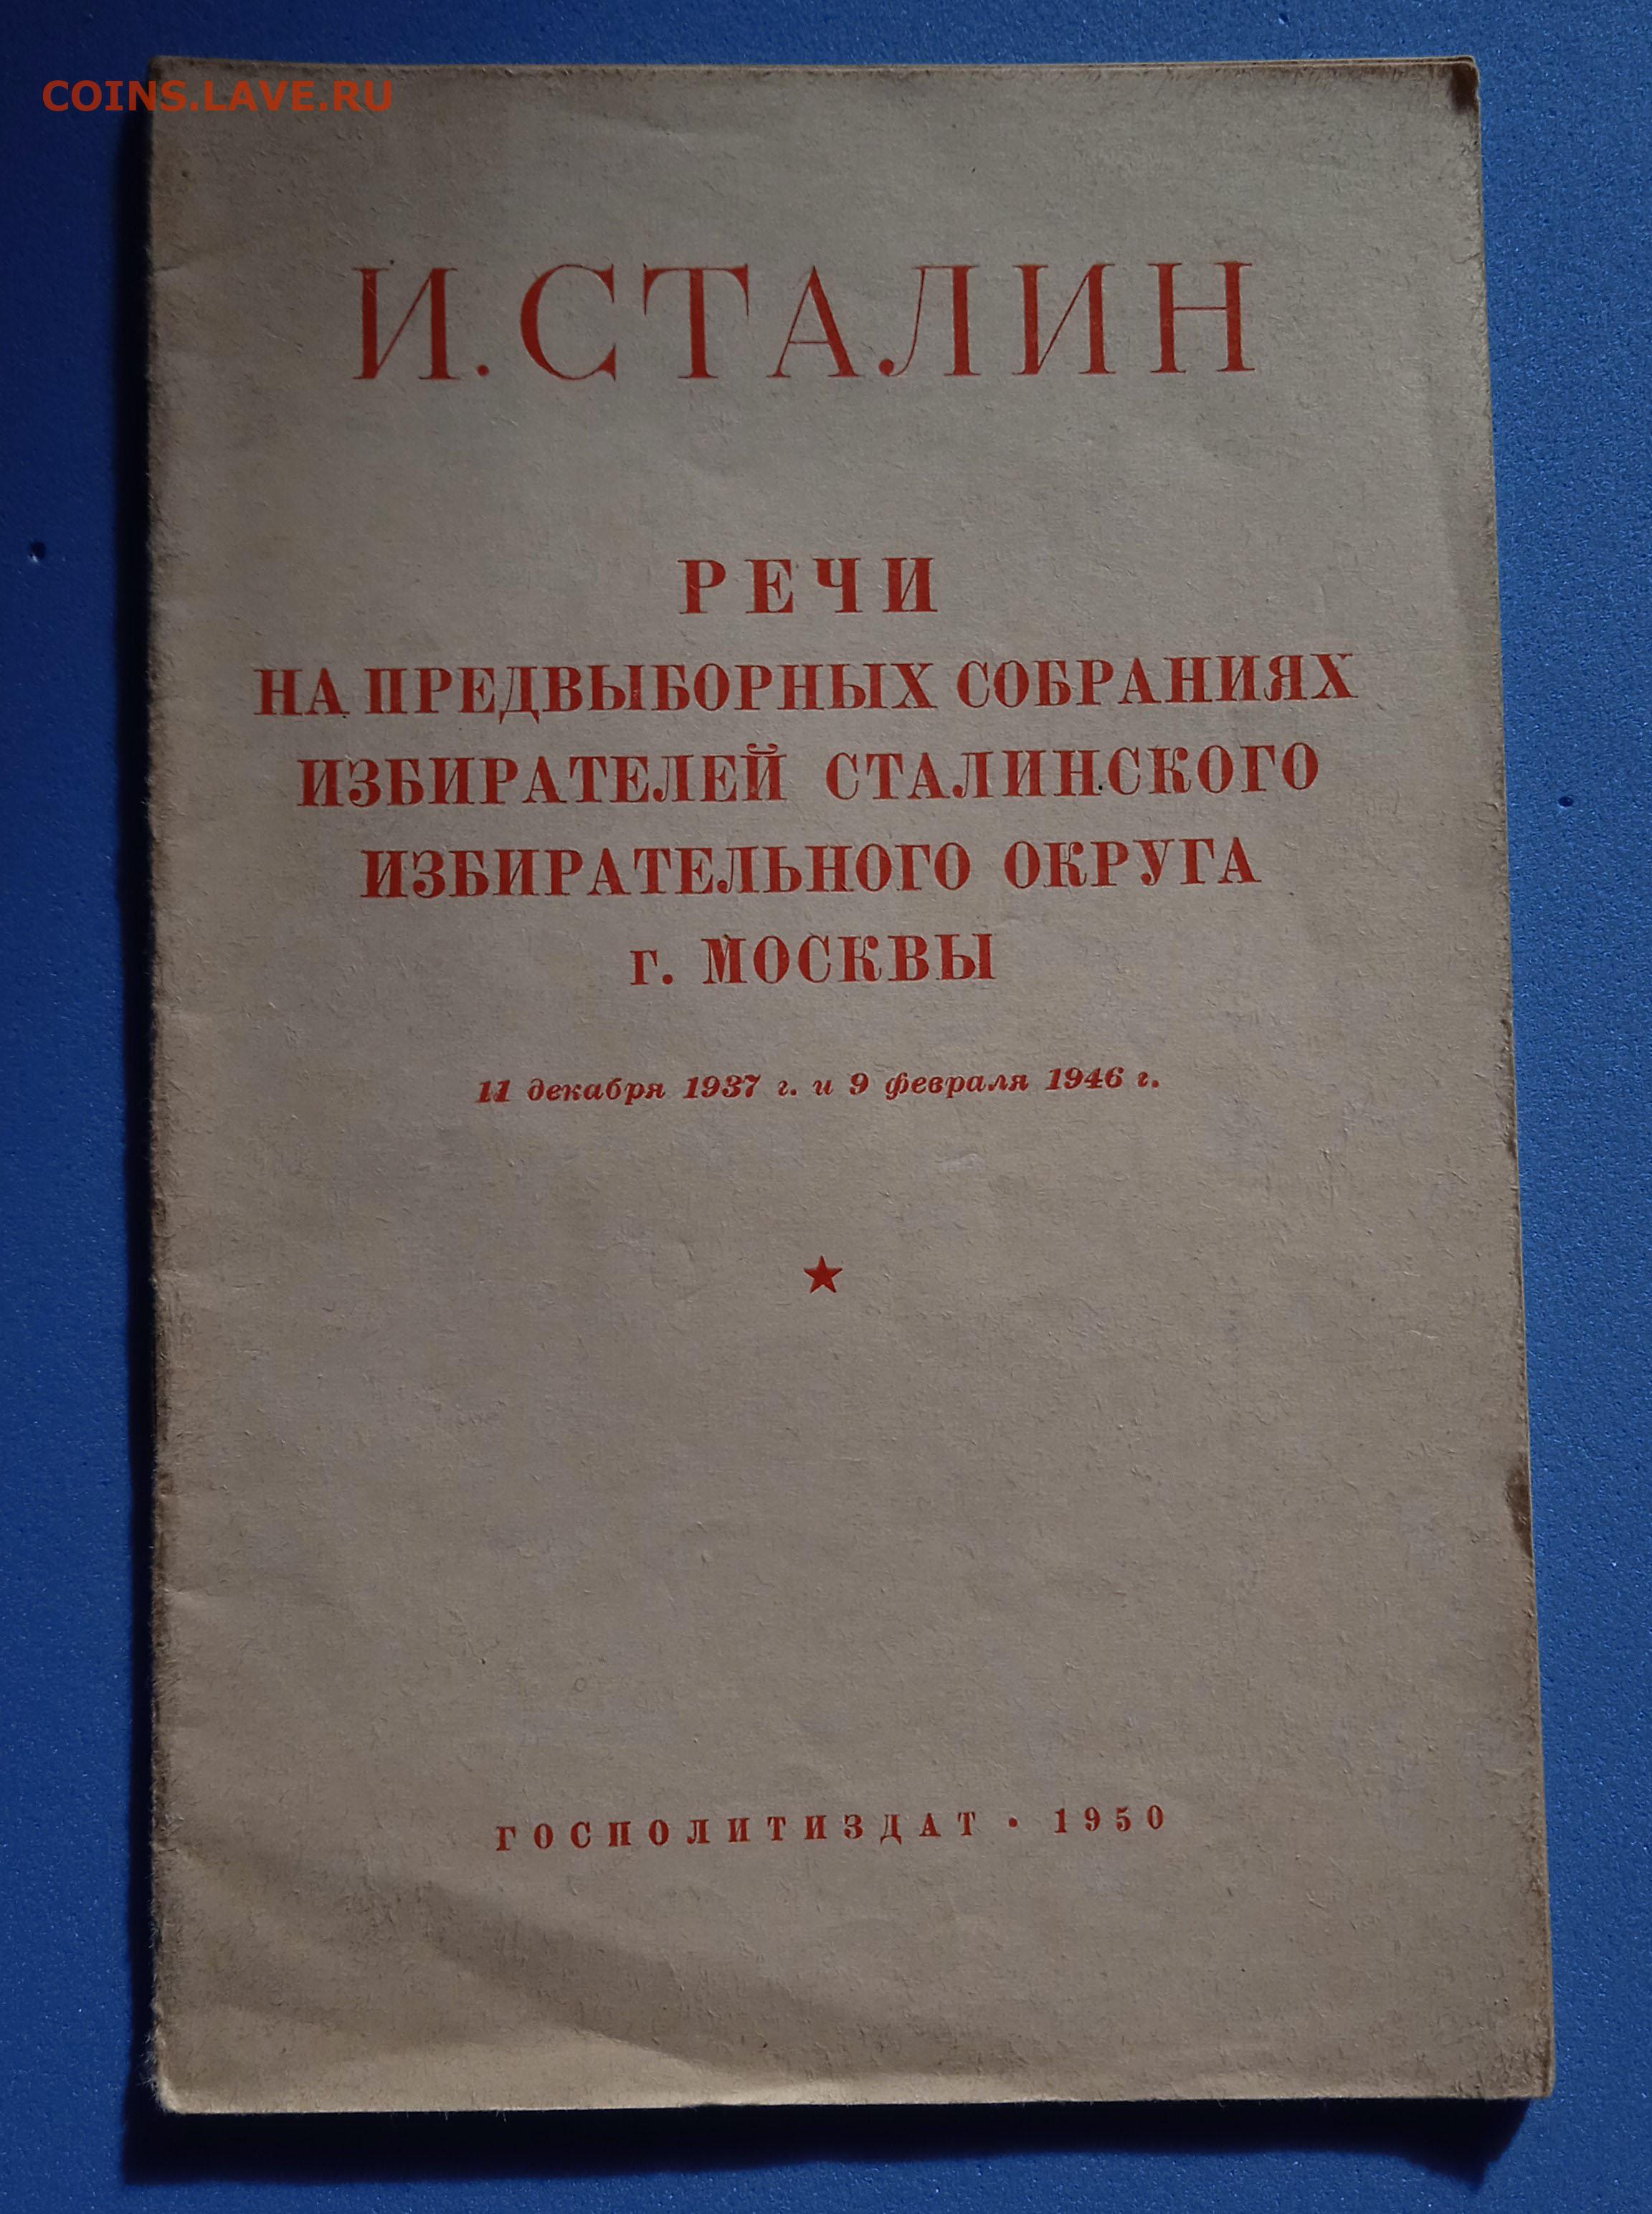 COINS.LAVE.RU
И. СТАЛИН
РЕЧИ
НА ПРЕДВЫБОРНЫХ СОБРАНИЯХ
ИЗБИРАТЕЛЕЙ СТАЛИНСКОГО
ИЗБИРАТЕЛЬНОГО ОКРУГА
г. МОСКВЫ
11 декабря 1937 г. и 9 февраля 1946 г.
ГОСПОЛИТИЗДАТ · 1950